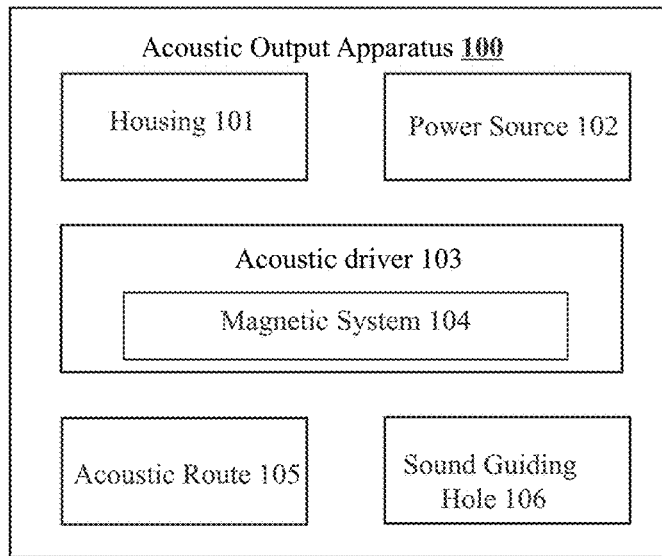 Acoustic Output Apparatus 100
Housing 101
Power Source 102
Acoustic driver 103
Magnetic System 104
Acoustic Route 105
Sound Guiding
Hole 106